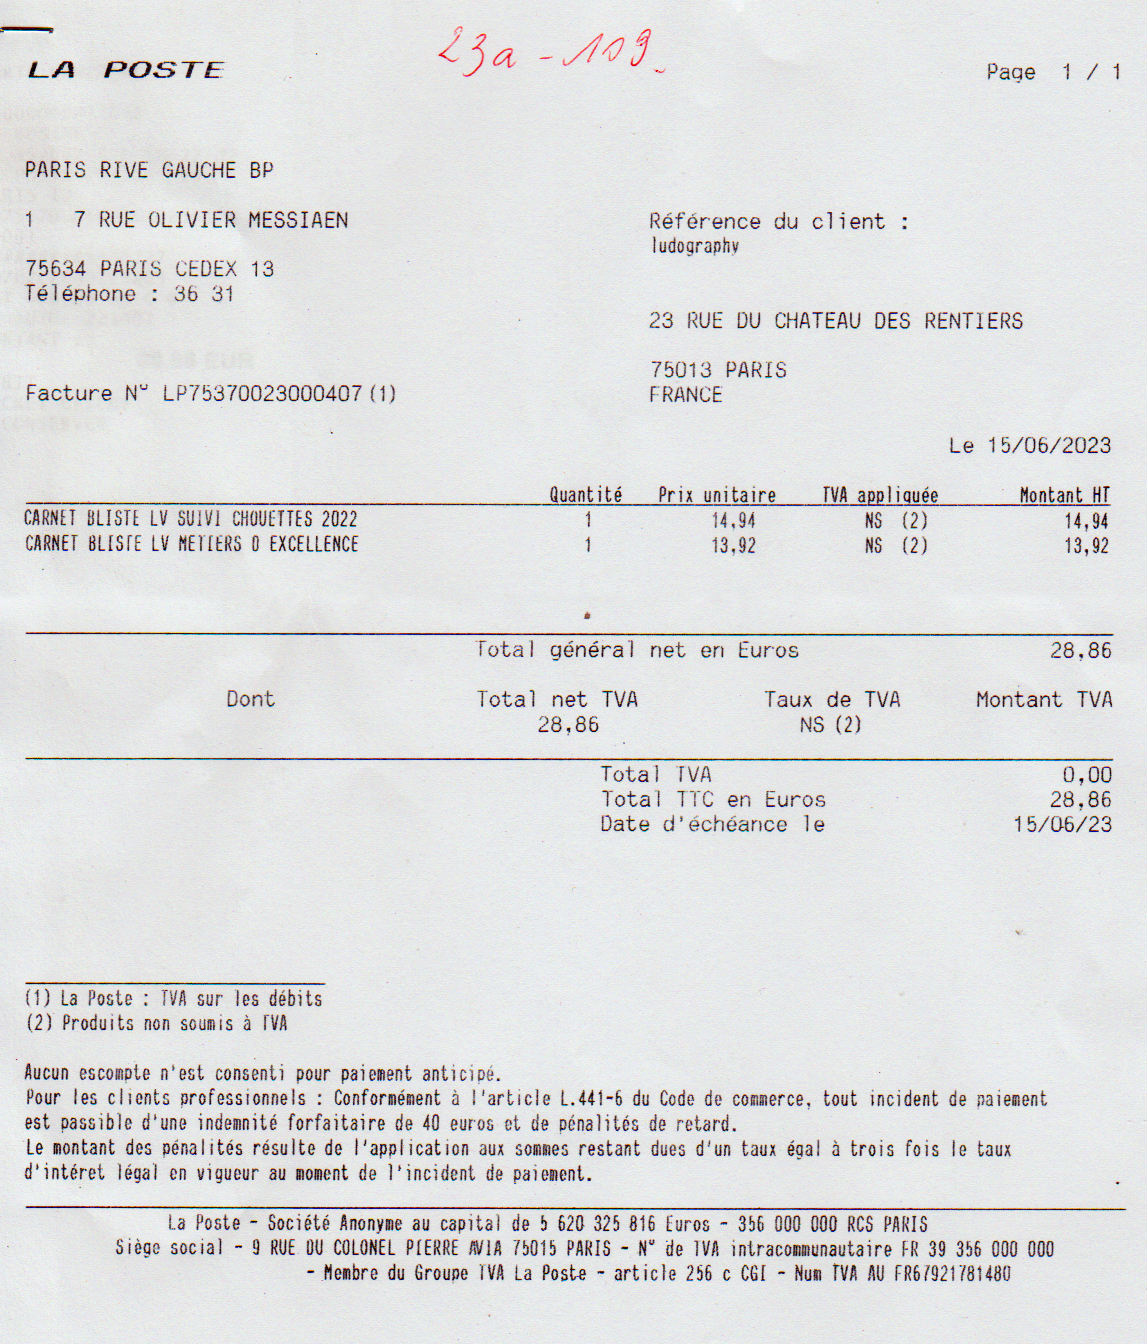 23a - 109
LA POSTE
Page 1 / 1
PARIS RIVE GAUCHE BP
1 7 RUE OLIVIER MESSIAEN
75634 PARIS CEDEX 13
Téléphone : 36 31
Référence du client :
ludography
23 RUE DU CHATEAU DES RENTIERS
75013 PARIS
FRANCE
Facture N° LP75370023000407(1)
Le 15/06/2023
Quantité Prix unitaire TVA appliquée Montant HT
CARNET BLISTE LV SUIVI CHOUETTES 2022 1 14,94 NS (2) 14,94
CARNET BLISTE LV METIERS D EXCELLENCE 1 13,92 NS (2) 13,92
Total général net en Euros 28,86
Dont Total net TVA Taux de TVA Montant TVA
28,86 NS (2)
Total TVA 0,00
Total TTC en Euros 28,86
Date d'échéance le 15/06/23
(1) La Poste : TVA sur les débits
(2) Produits non soumis à TVA
Aucun escompte n'est consenti pour paiement anticipé.
Pour les clients professionnels : Conformément à l'article L.441-6 du Code de commerce, tout incident de paiement
est passible d'une indemnité forfaitaire de 40 euros et de pénalités de retard.
Le montant des pénalités résulte de l'application aux sommes restant dues d'un taux égal à trois fois le taux
d'intéret légal en vigueur au moment de l'incident de paiement.
La Poste - Société Anonyme au capital de 5 620 325 816 Euros - 356 000 000 RCS PARIS
Siège social - 9 RUE DU COLONEL PIERRE AVIA 75015 PARIS - N° de TVA intracommunautaire FR 39 356 000 000
- Membre du Groupe TVA La Poste - article 256 c CGI - Num TVA AU FR67921781480